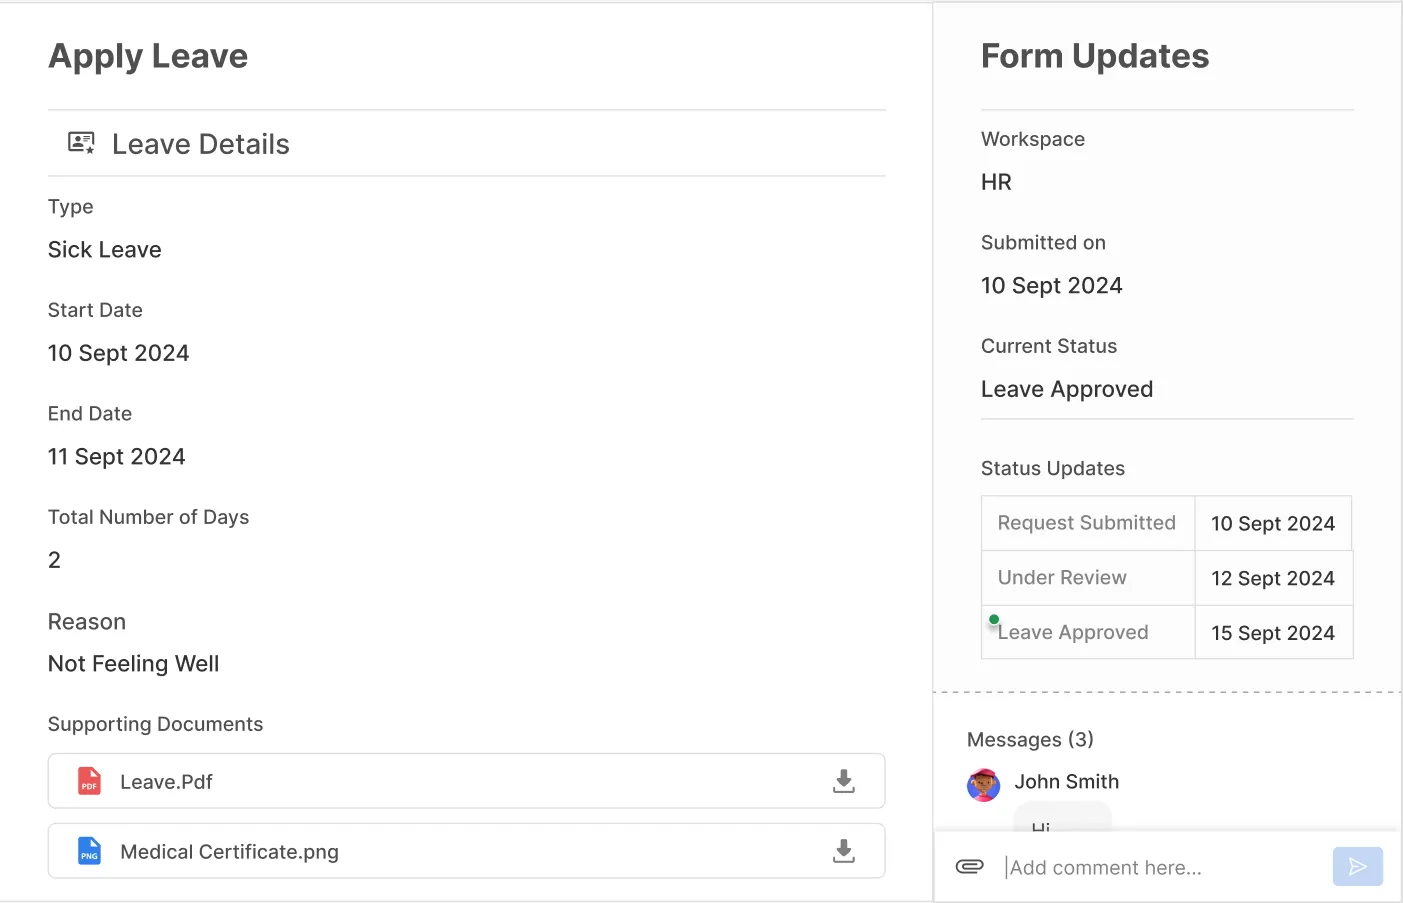 Apply Leave
Leave Details
Type
Sick Leave
Start Date
10 Sept 2024
End Date
11 Sept 2024
Total Number of Days
2
Reason
Not Feeling Well
Supporting Documents
PDF
Leave.Pdf
PNG
Medical Certificate.png
Form Updates
Workspace
HR
Submitted on
10 Sept 2024
Current Status
Leave Approved
Status Updates
Request Submitted 10 Sept 2024
Under Review 12 Sept 2024
Leave Approved 15 Sept 2024
Messages (3)
John Smith
Hi
Add comment here...